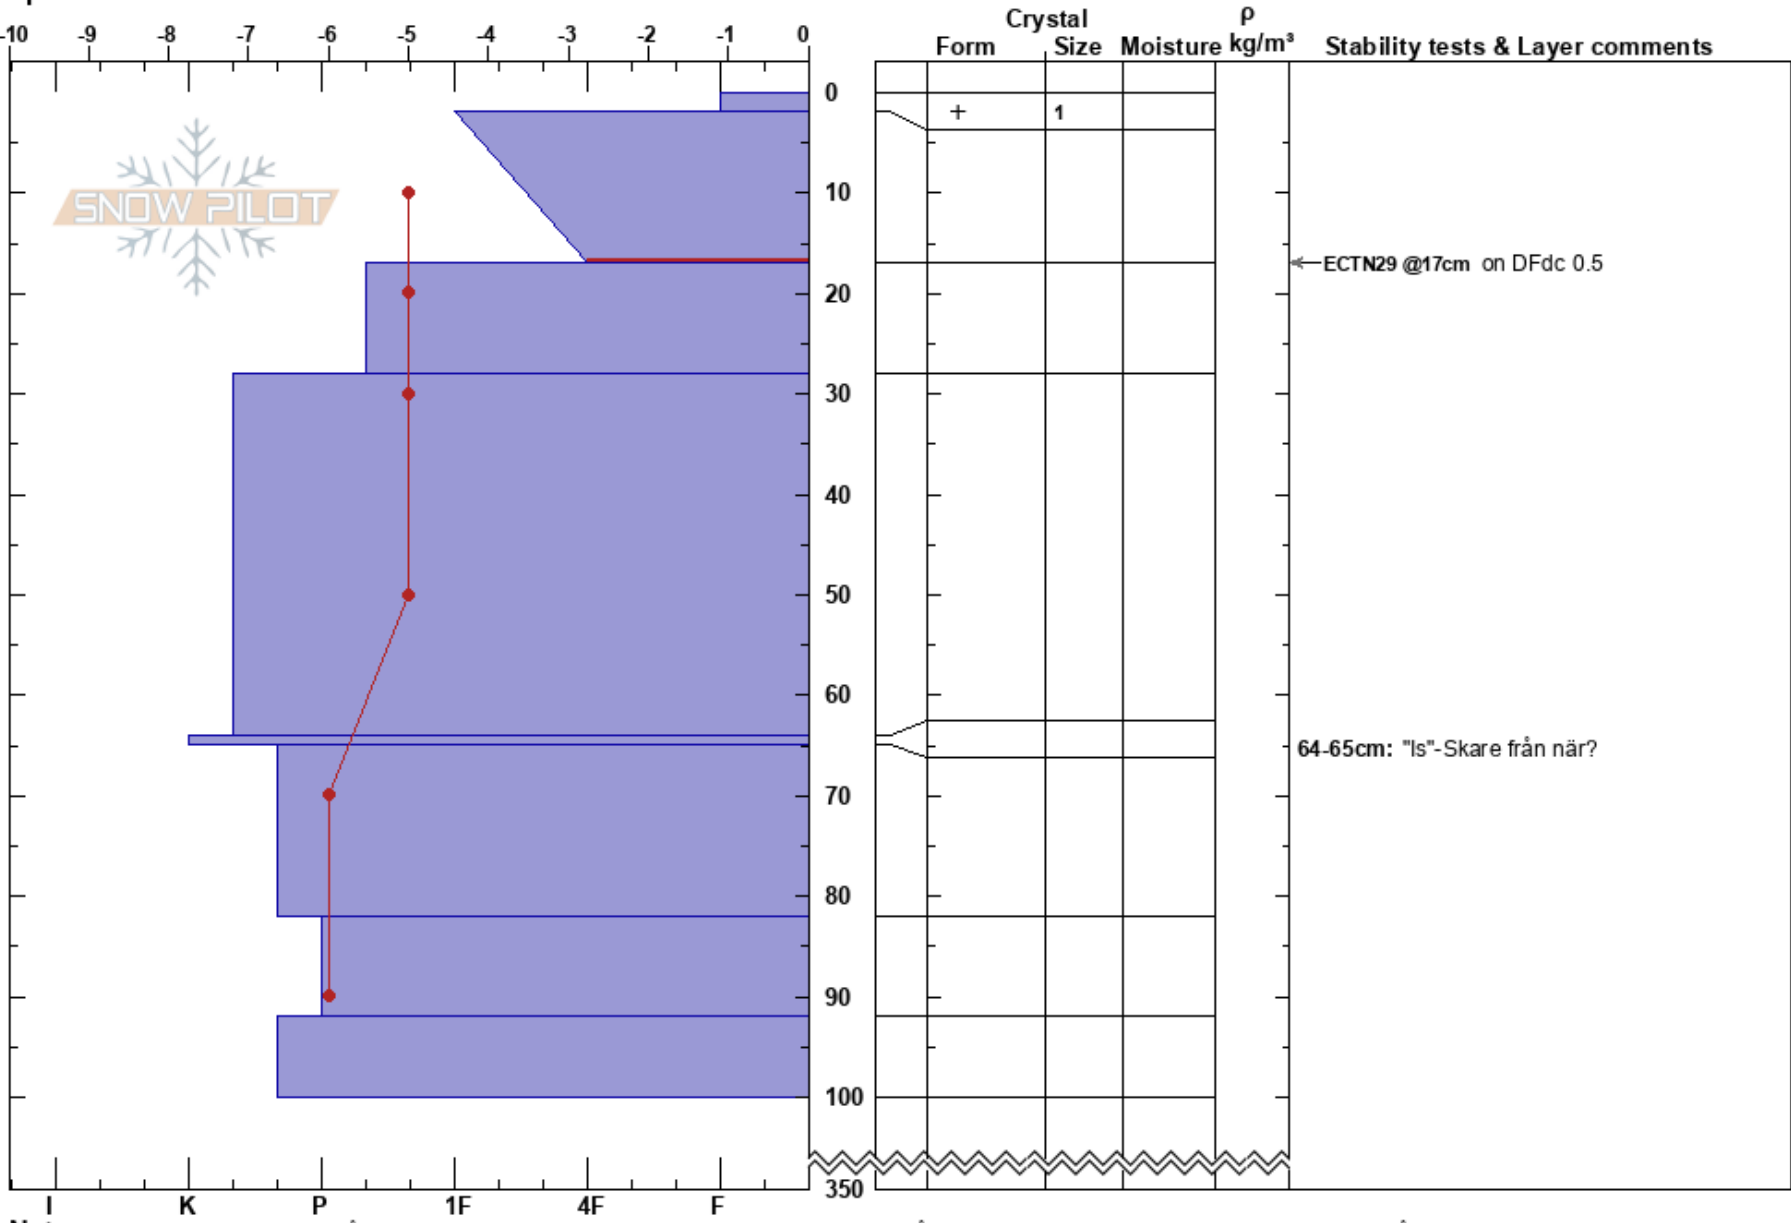 -10 -9 -8 -7 -6 -5 -4 -3 -2 -1 0
Crystal
ρ
Form Size Moisture kg/m³ Stability tests & Layer comments
0
+ 1
10
SNOW PILOT
ECTN29 @17cm on DFdc 0.5
20
30
40
50
60
64-65cm: "Is"-Skare från när?
70
80
90
100
350
I K P 1F 4F F